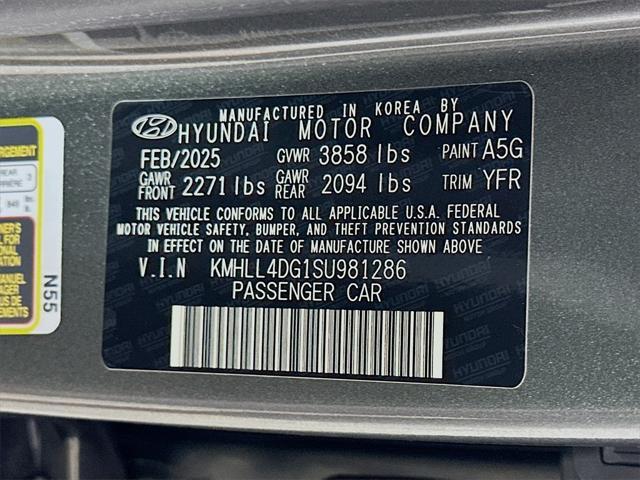 MANUFACTURED IN KOREA BY
HYUNDAI MOTOR COMPANY
FEB/2025 GVWR 3858 lbs PAINT A5G
GAWR FRONT 2271 lbs GAWR REAR 2094 lbs TRIM YFR
THIS VEHICLE CONFORMS TO ALL APPLICABLE U.S.A. FEDERAL
MOTOR VEHICLE SAFETY, BUMPER, AND THEFT PREVENTION STANDARDS
IN EFFECT ON THE DATE OF MANUFACTURE SHOWN ABOVE
V.I.N KMHLL4DG1SU981286
PASSENGER CAR
N55